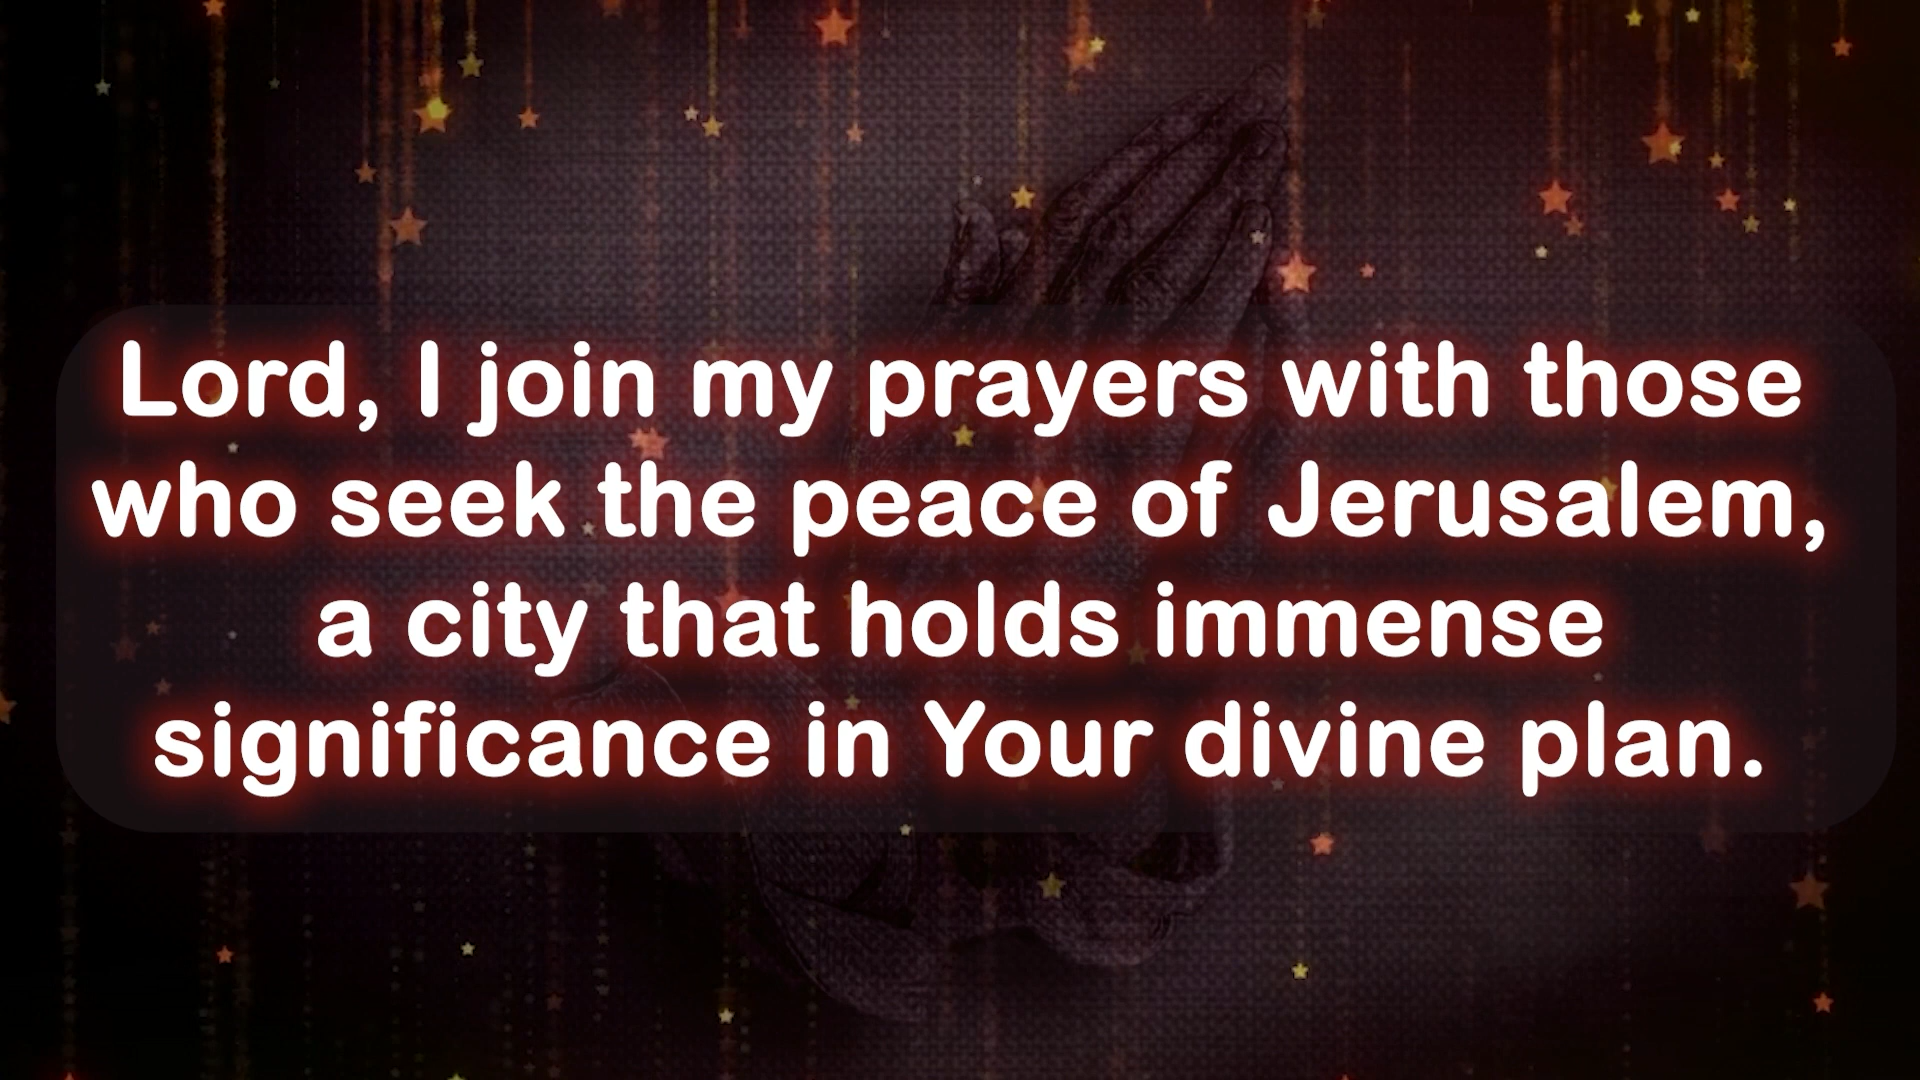 Lord, I join my prayers with those
who seek the peace of Jerusalem,
a city that holds immense
significance in Your divine plan.